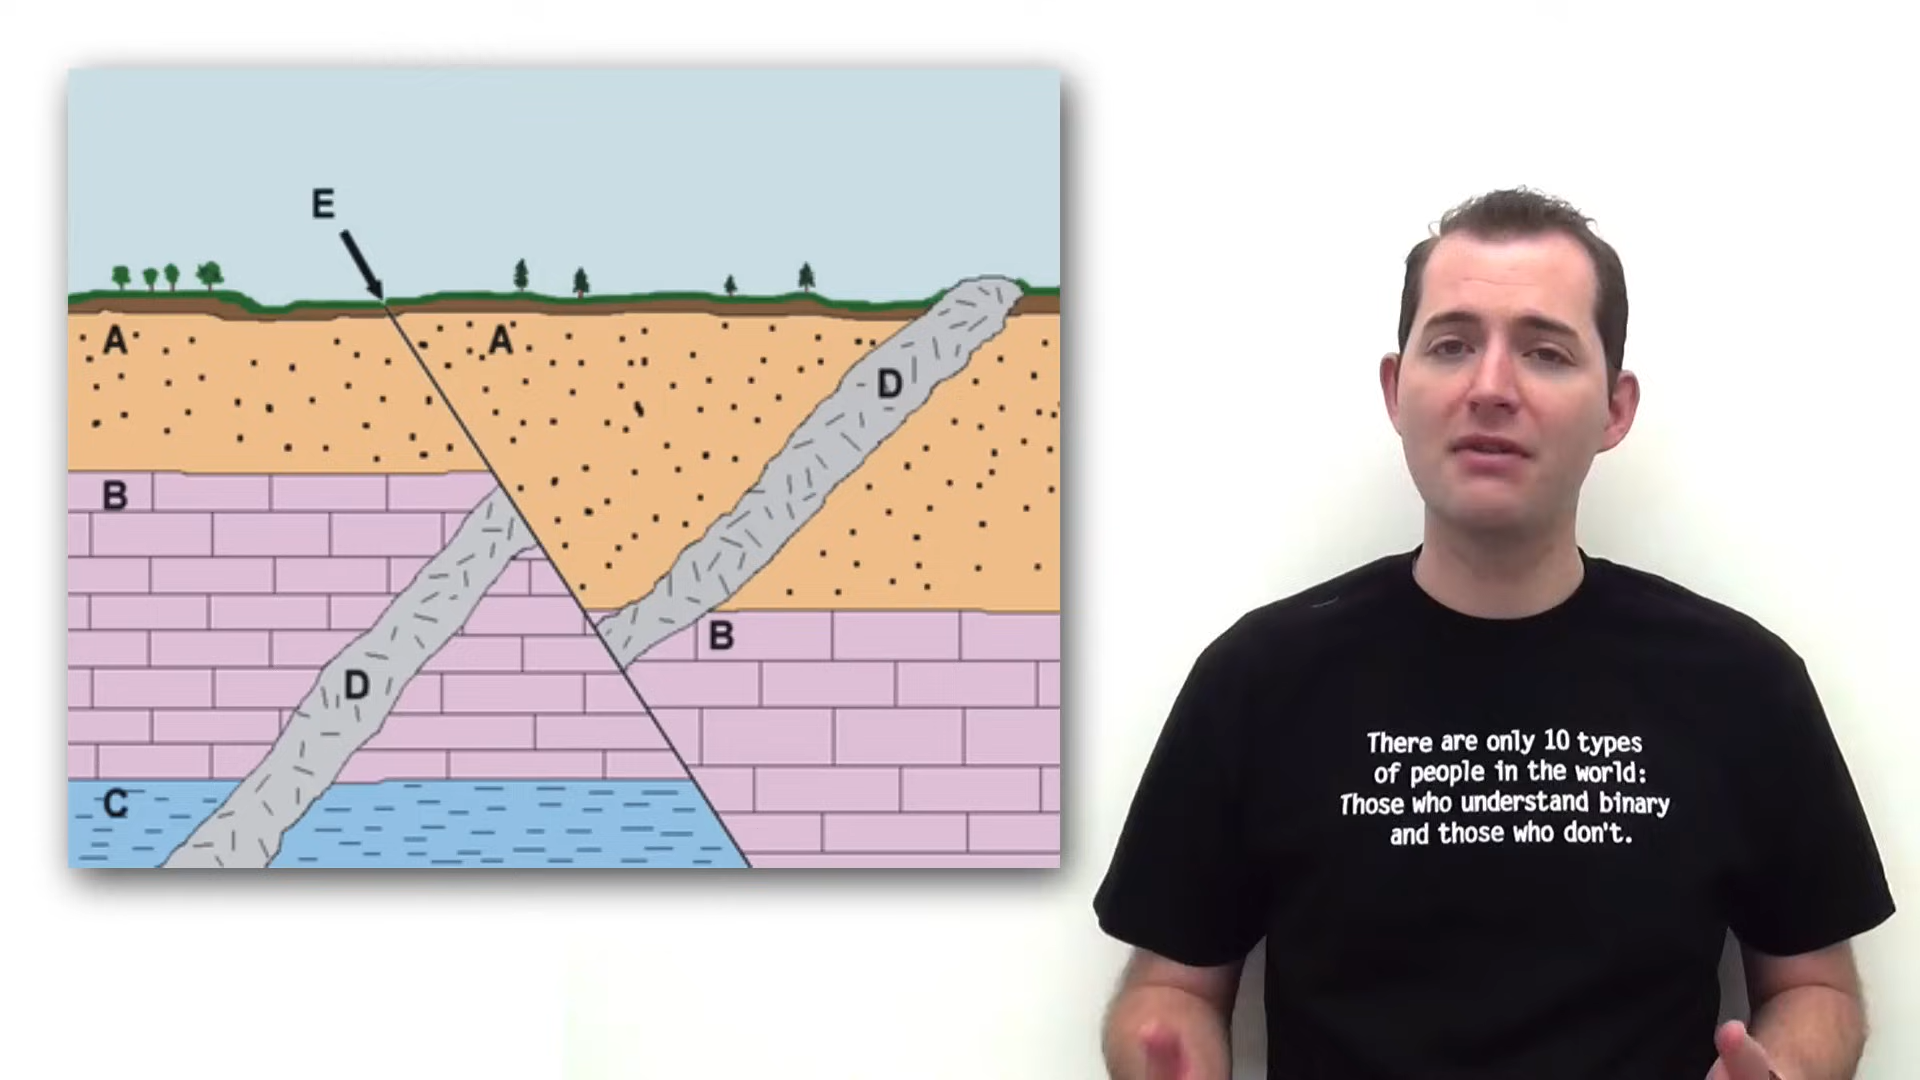 E
A
A
D
B
B
D
C
There are only 10 types
of people in the world:
Those who understand binary
and those who don't.